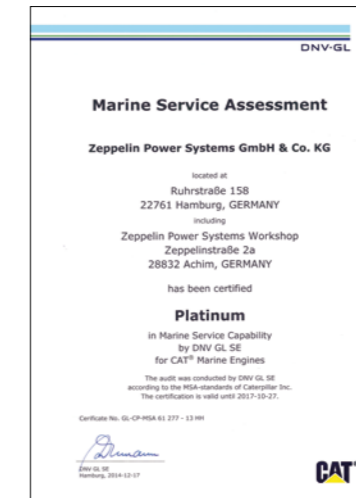 DNV·GL
Marine Service Assessment
Zeppelin Power Systems GmbH & Co. KG
located at
Ruhrstraße 158
22761 Hamburg, GERMANY
including
Zeppelin Power Systems Workshop
Zeppelinstraße 2a
28832 Achim, GERMANY
has been certified
Platinum
in Marine Service Capability
by DNV GL SE
for CAT® Marine Engines
The audit was conducted by DNV GL SE
according to the MSA-standards of Caterpillar Inc.
The certification is valid until 2017-10-27.
Cerificate No. GL-CP-MSA 61 277 - 13 HH
DNV GL SE
Hamburg, 2014-12-17
CAT